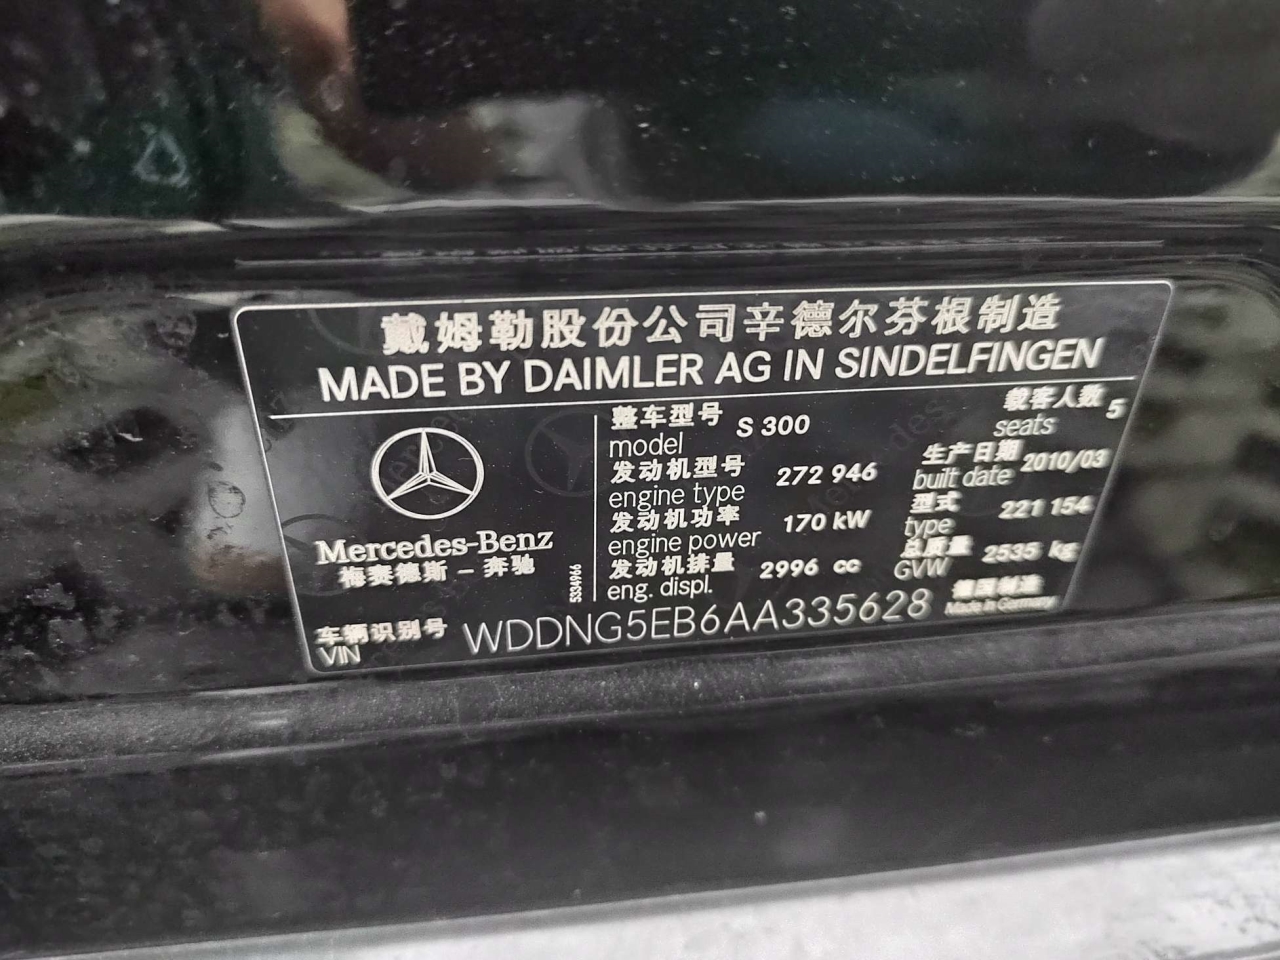 戴姆勒股份公司辛德尔芬根制造
MADE BY DAIMLER AG IN SINDELFINGEN
Mercedes-Benz
梅赛德斯－奔驰
5334966
整车型号 S 300 载客人数 5
model seats
发动机型号 272 946 生产日期 2010/03
engine type built date
发动机功率 170 kW 型式 221 154
engine power type
发动机排量 2996 cc 总质量 2535 kg
eng. displ. GVW
德国制造
Made in Germany
车辆识别号 WDDNG5EB6AA335628
VIN